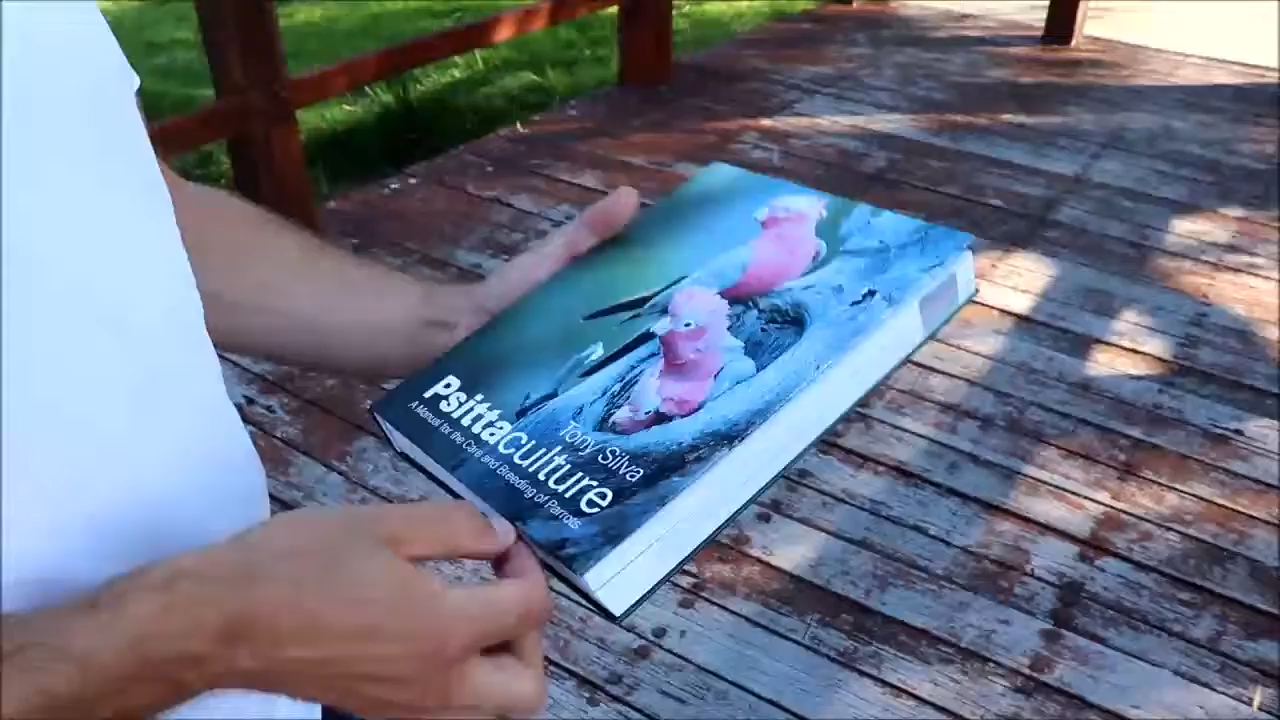 Tony Silva
Psittaculture
A Manual for the Care and Breeding of Parrots